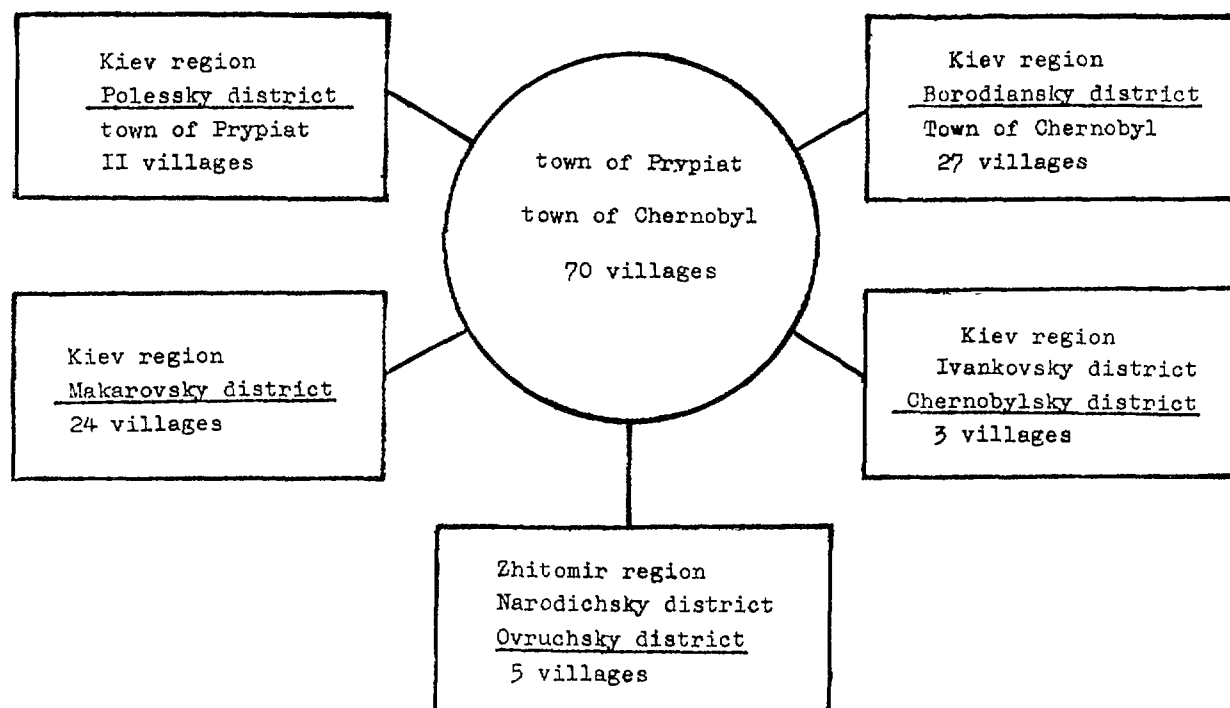 Kiev region
Polessky district
town of Prypiat
II villages
Kiev region
Borodiansky district
Town of Chernobyl
27 villages
town of Prypiat
town of Chernobyl
70 villages
Kiev region
Makarovsky district
24 villages
Kiev region
Ivankovsky district
Chernobylsky district
3 villages
Zhitomir region
Narodichsky district
Ovruchsky district
5 villages